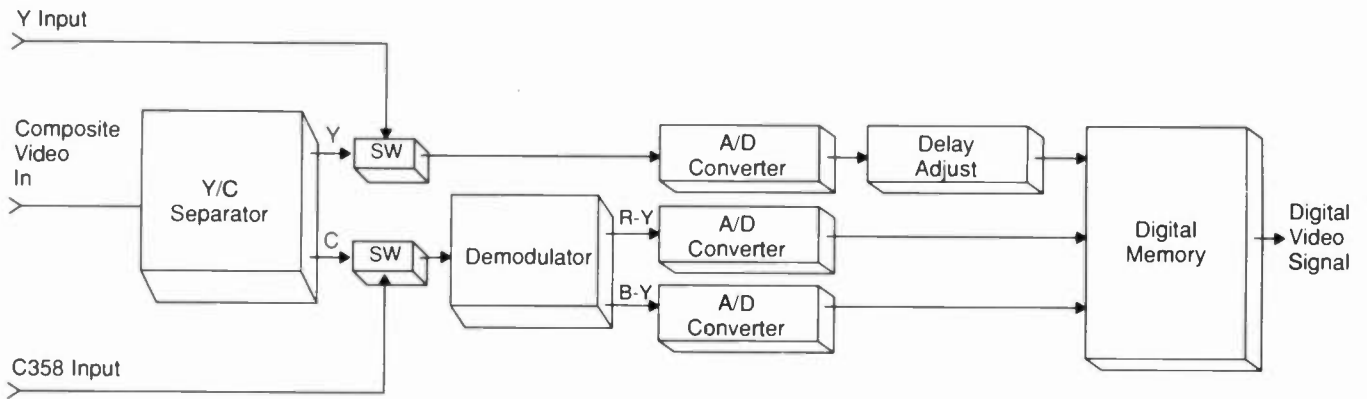 Y Input
Composite
Video
In
Y/C
Separator
Y
C
SW
SW
C358 Input
Demodulator
R-Y
B-Y
A/D
Converter
A/D
Converter
A/D
Converter
Delay
Adjust
Digital
Memory
Digital
Video
Signal